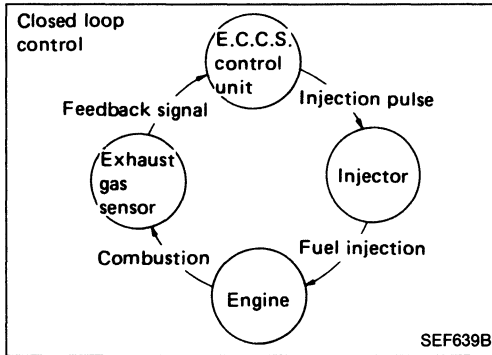 Closed loop
control
E.C.C.S.
control
unit
Injection pulse
Feedback signal
Exhaust
gas
sensor
Injector
Combustion
Fuel injection
Engine
SEF639B